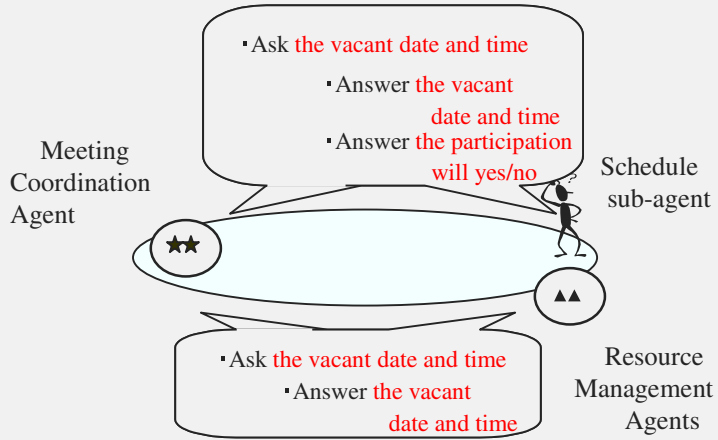 ▪Ask the vacant date and time
▪Answer the vacant
date and time
▪Answer the participation
will yes/no
Meeting
Coordination
Agent
Schedule
sub-agent
?
▪Ask the vacant date and time
▪Answer the vacant
date and time
Resource
Management
Agents